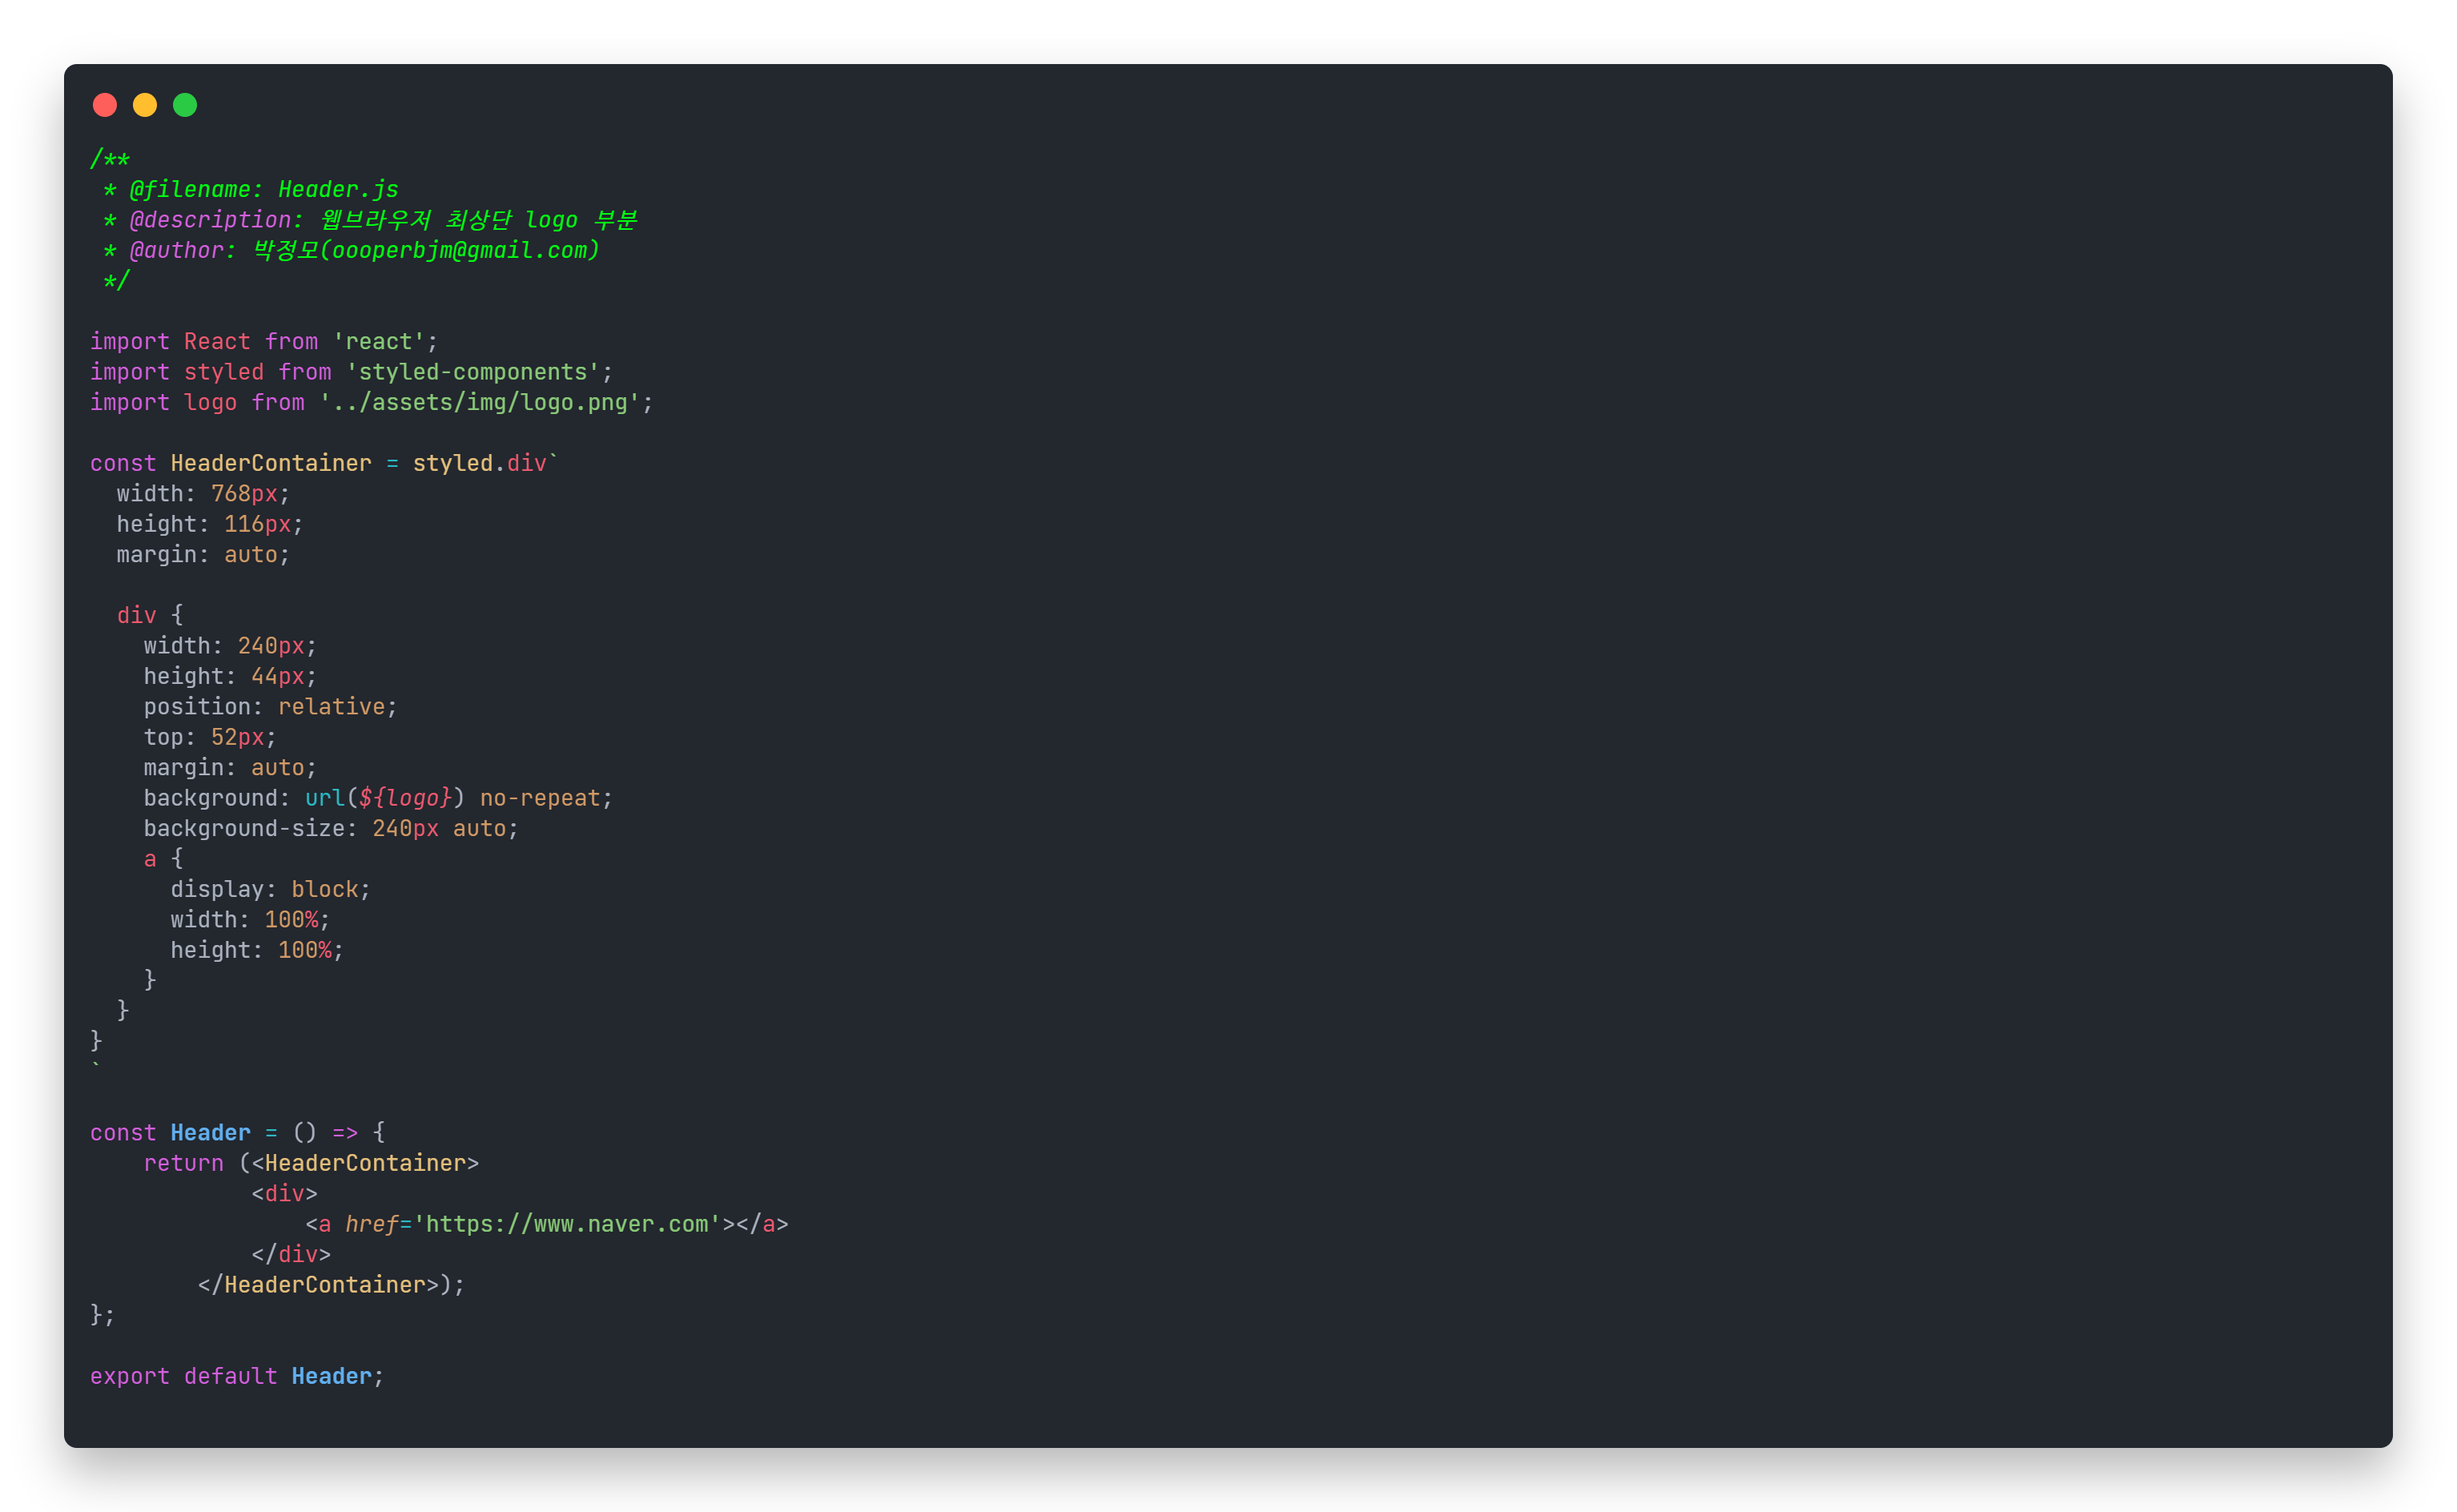 /**
 * @filename: Header.js
 * @description: 웹브라우저 최상단 logo 부분
 * @author: 박정모(oooperbjm@gmail.com)
 */

import React from 'react';
import styled from 'styled-components';
import logo from '../assets/img/logo.png';

const HeaderContainer = styled.div`
  width: 768px;
  height: 116px;
  margin: auto;

  div {
    width: 240px;
    height: 44px;
    position: relative;
    top: 52px;
    margin: auto;
    background: url(${logo}) no-repeat;
    background-size: 240px auto;
    a {
      display: block;
      width: 100%;
      height: 100%;
    }
  }
}
`

const Header = () => {
    return (<HeaderContainer>
            <div>
                <a href='https://www.naver.com'></a>
            </div>
        </HeaderContainer>);
};

export default Header;